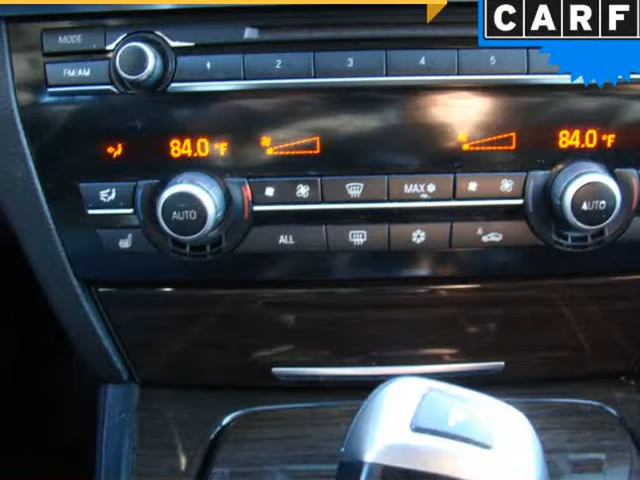 CARF
MODE
FM/AM 1 2 3 4 5
84.0 °F 84.0 °F
AUTO MAX AUTO
ALL A